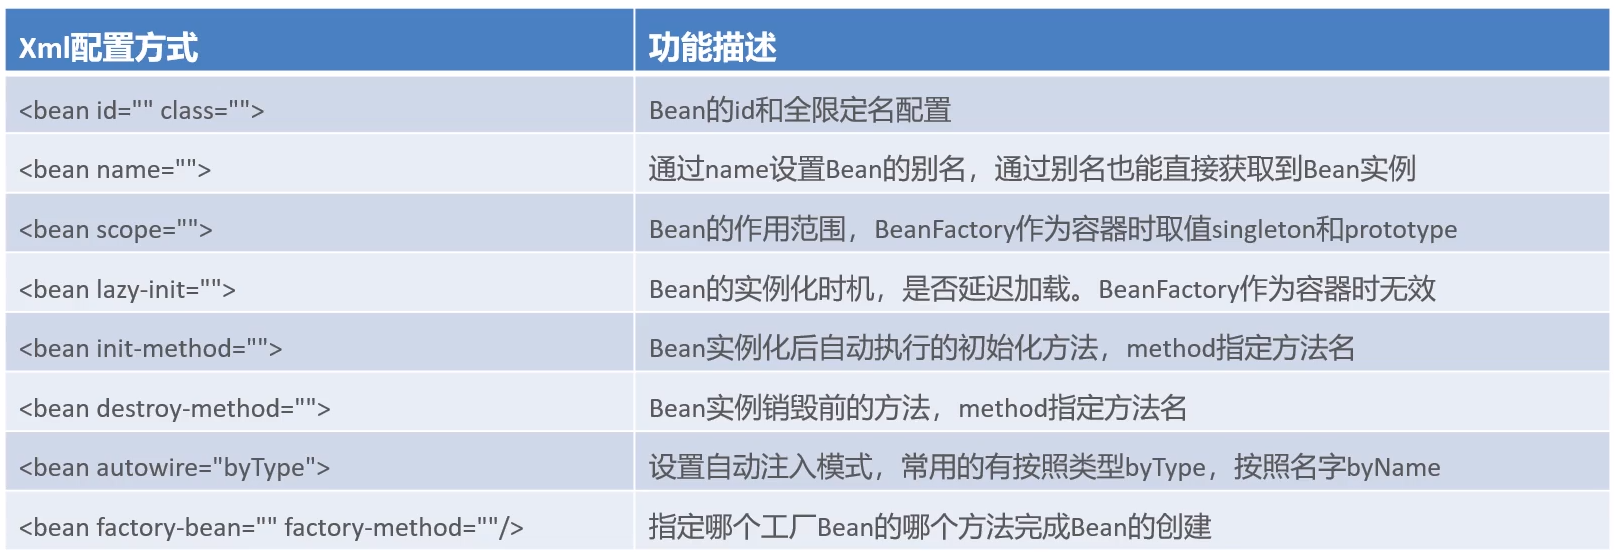 Xml配置方式 功能描述
<bean id="" class=""> Bean的id和全限定名配置
<bean name=""> 通过name设置Bean的别名，通过别名也能直接获取到Bean实例
<bean scope=""> Bean的作用范围，BeanFactory作为容器时取值singleton和prototype
<bean lazy-init=""> Bean的实例化时机，是否延迟加载。BeanFactory作为容器时无效
<bean init-method=""> Bean实例化后自动执行的初始化方法，method指定方法名
<bean destroy-method=""> Bean实例销毁前的方法，method指定方法名
<bean autowire="byType"> 设置自动注入模式，常用的有按照类型byType，按照名字byName
<bean factory-bean="" factory-method=""/> 指定哪个工厂Bean的哪个方法完成Bean的创建